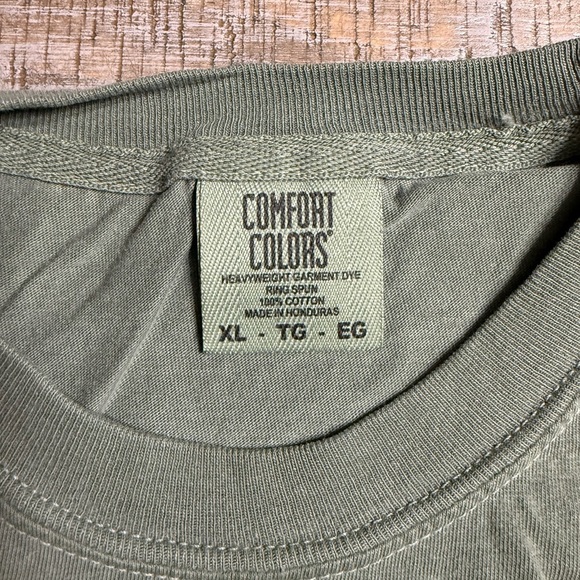 COMFORT
COLORS®
HEAVYWEIGHT GARMENT DYE
RING SPUN
100% COTTON
MADE IN HONDURAS
XL - TG - EG